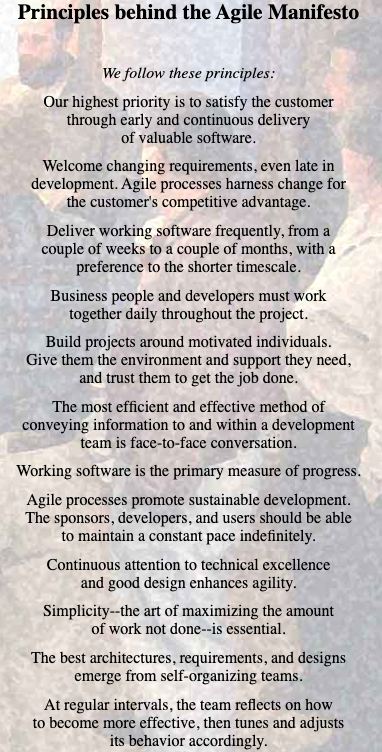 Principles behind the Agile Manifesto
We follow these principles:
Our highest priority is to satisfy the customer
through early and continuous delivery
of valuable software.
Welcome changing requirements, even late in
development. Agile processes harness change for
the customer's competitive advantage.
Deliver working software frequently, from a
couple of weeks to a couple of months, with a
preference to the shorter timescale.
Business people and developers must work
together daily throughout the project.
Build projects around motivated individuals.
Give them the environment and support they need,
and trust them to get the job done.
The most efficient and effective method of
conveying information to and within a development
team is face-to-face conversation.
Working software is the primary measure of progress.
Agile processes promote sustainable development.
The sponsors, developers, and users should be able
to maintain a constant pace indefinitely.
Continuous attention to technical excellence
and good design enhances agility.
Simplicity--the art of maximizing the amount
of work not done--is essential.
The best architectures, requirements, and designs
emerge from self-organizing teams.
At regular intervals, the team reflects on how
to become more effective, then tunes and adjusts
its behavior accordingly.